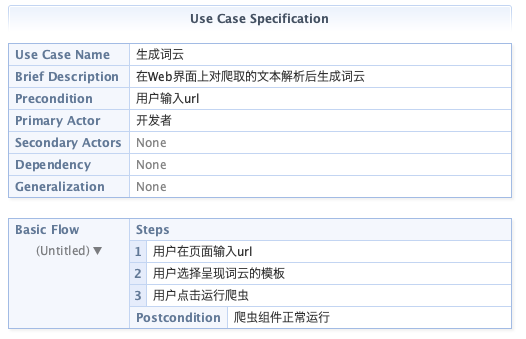 Use Case Specification
Use Case Name 生成词云
Brief Description 在Web界面上对爬取的文本解析后生成词云
Precondition 用户输入url
Primary Actor 开发者
Secondary Actors None
Dependency None
Generalization None
Basic Flow Steps
(Untitled) ▼ 1 用户在页面输入url
2 用户选择呈现词云的模板
3 用户点击运行爬虫
Postcondition 爬虫组件正常运行